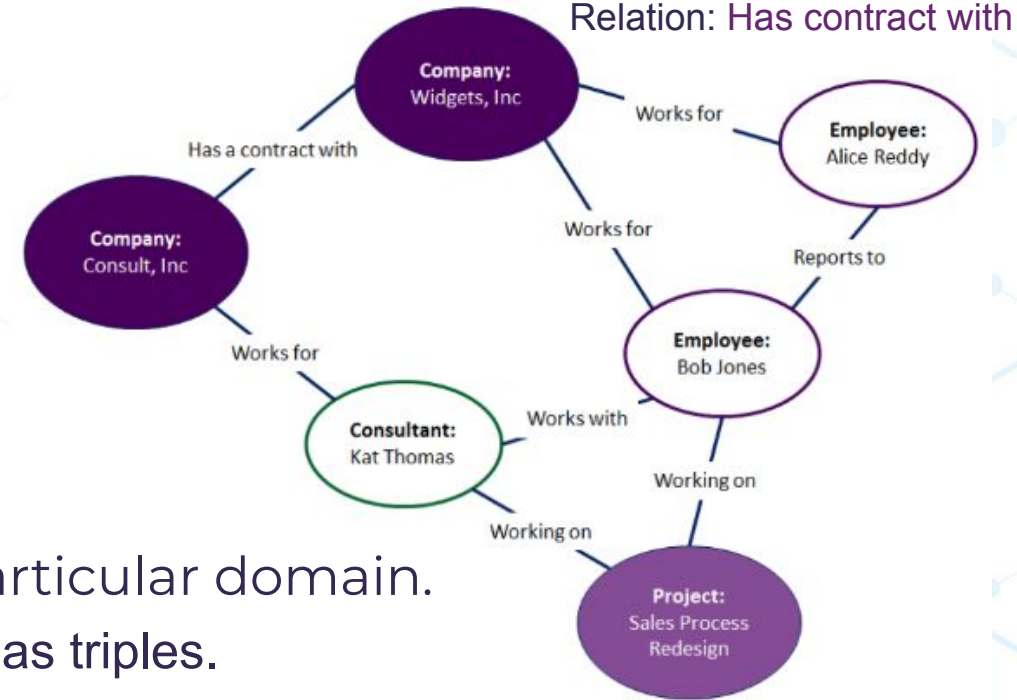 Relation: Has contract with
Company:
Widgets, Inc
Works for
Employee:
Alice Reddy
Has a contract with
Company:
Consult, Inc
Works for
Reports to
Employee:
Bob Jones
Works for
Consultant:
Kat Thomas
Works with
Working on
Working on
Project:
Sales Process
Redesign
articular domain.
as triples.